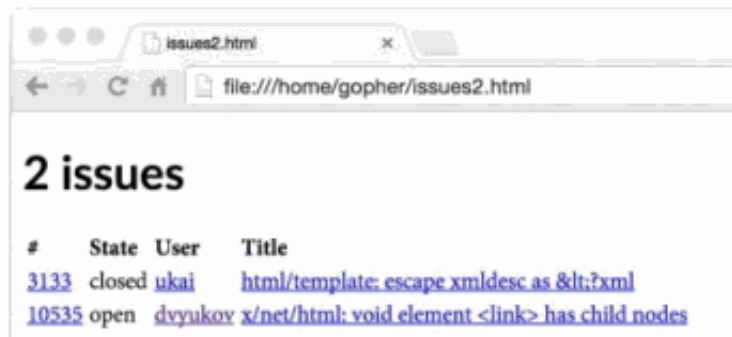 issues2.html
file:///home/gopher/issues2.html
2 issues
# State User Title
3133 closed ukai html/template: escape xmldesc as &lt;?xml
10535 open dvyukov x/net/html: void element <link> has child nodes